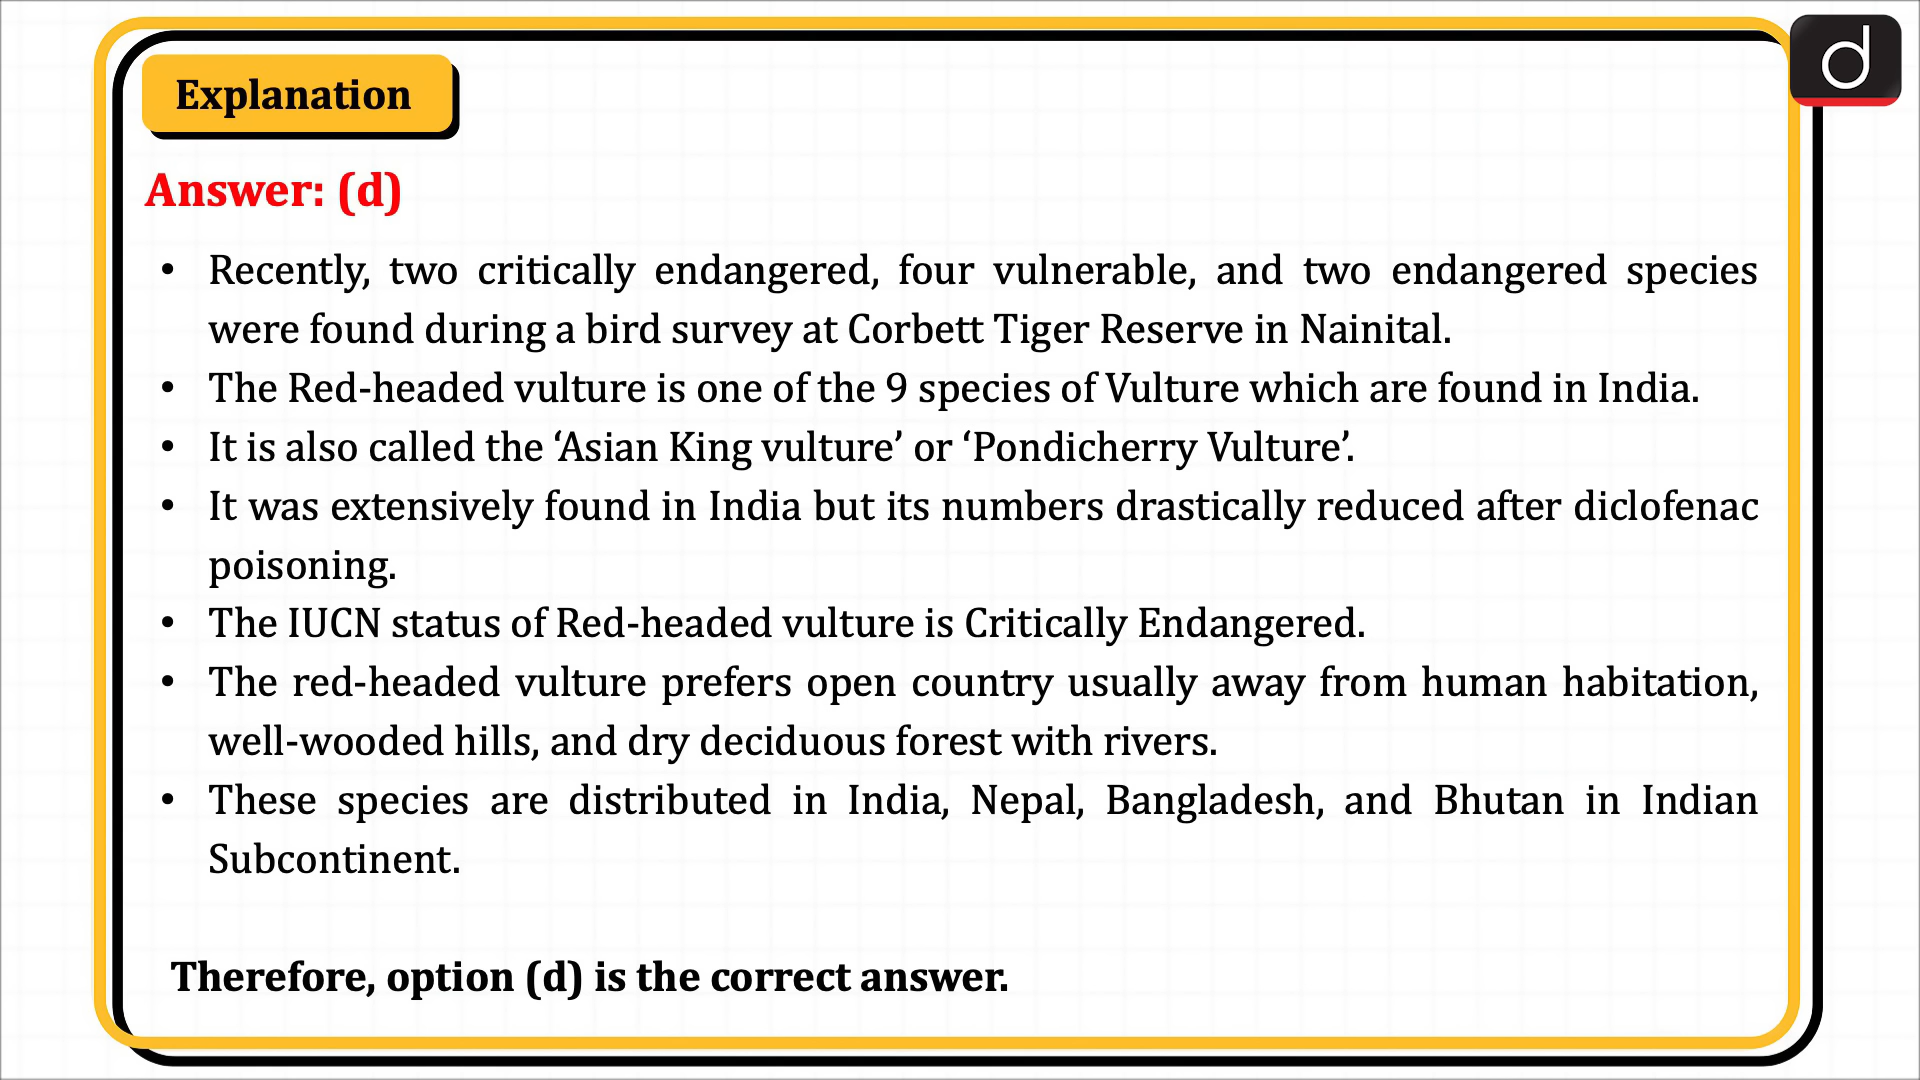 Explanation
d
Answer: (d)
• Recently, two critically endangered, four vulnerable, and two endangered species
were found during a bird survey at Corbett Tiger Reserve in Nainital.
• The Red-headed vulture is one of the 9 species of Vulture which are found in India.
• It is also called the ‘Asian King vulture’ or ‘Pondicherry Vulture’.
• It was extensively found in India but its numbers drastically reduced after diclofenac
poisoning.
• The IUCN status of Red-headed vulture is Critically Endangered.
• The red-headed vulture prefers open country usually away from human habitation,
well-wooded hills, and dry deciduous forest with rivers.
• These species are distributed in India, Nepal, Bangladesh, and Bhutan in Indian
Subcontinent.
Therefore, option (d) is the correct answer.